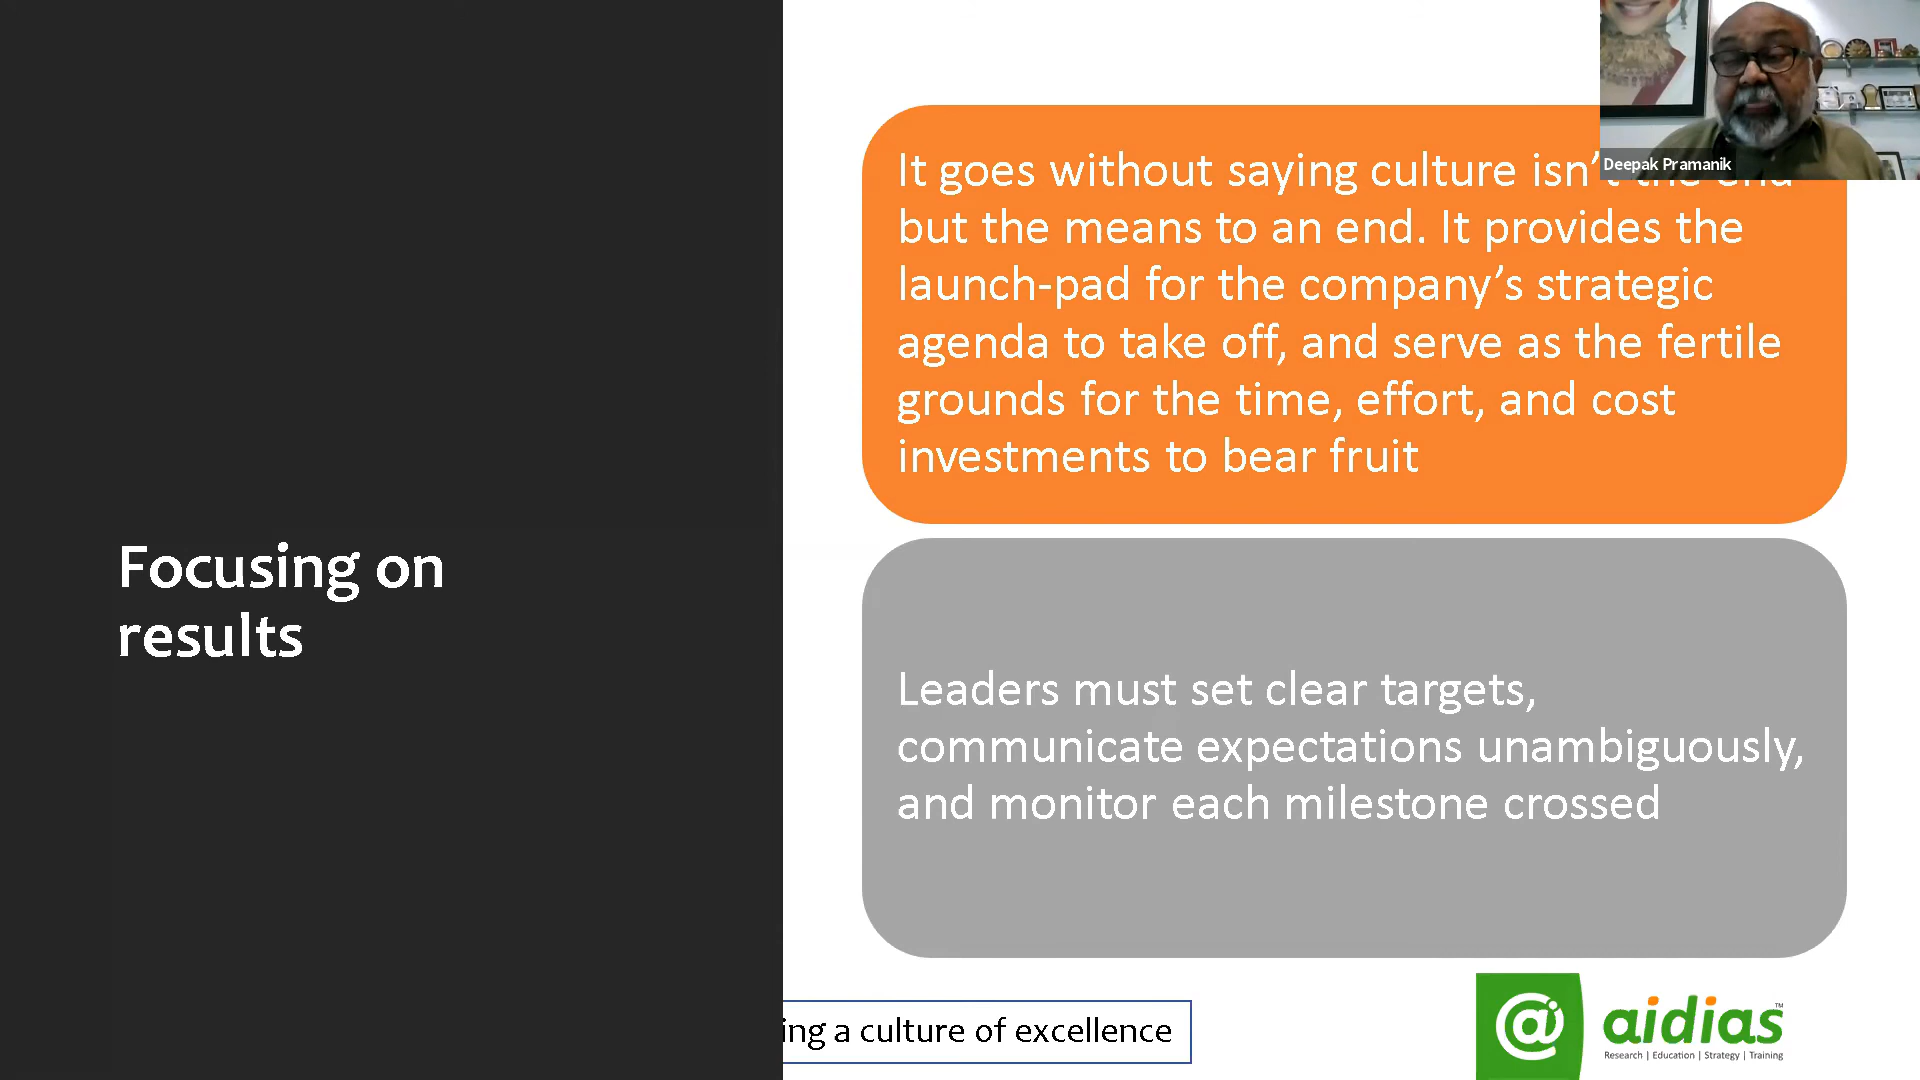 Deepak Pramanik
It goes without saying culture isn’t the end
but the means to an end. It provides the
launch-pad for the company’s strategic
agenda to take off, and serve as the fertile
grounds for the time, effort, and cost
investments to bear fruit
Focusing on
results
Leaders must set clear targets,
communicate expectations unambiguously,
and monitor each milestone crossed
ing a culture of excellence
@ aidias™
Research | Education | Strategy | Training